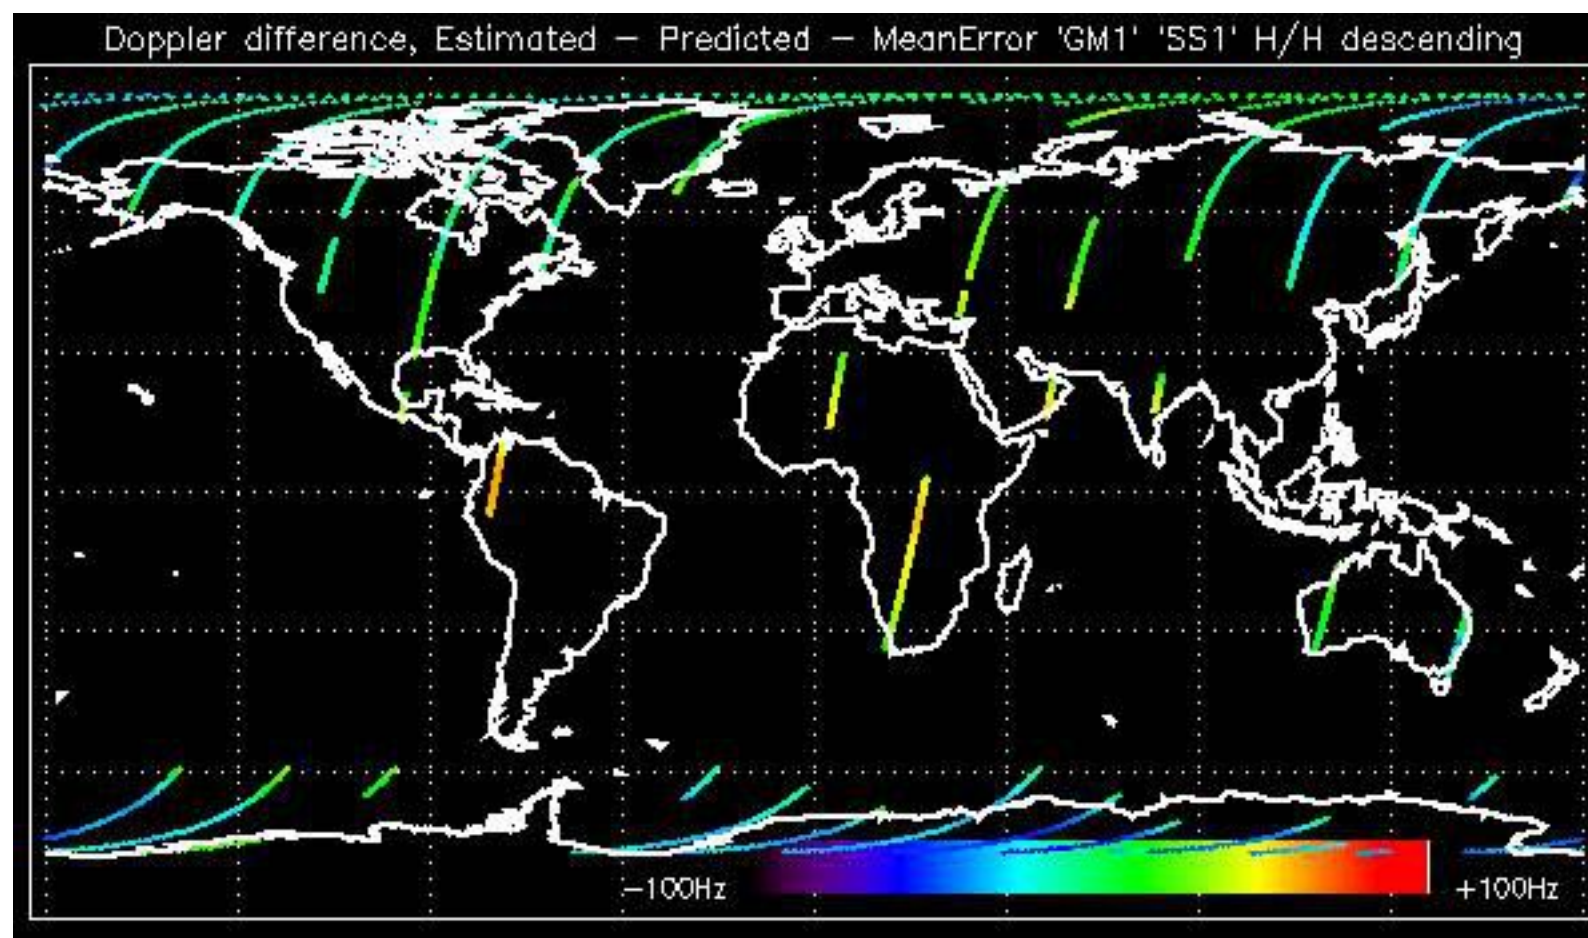 Doppler difference, Estimated – Predicted – MeanError 'GM1' 'SS1' H/H descending
–100Hz +100Hz